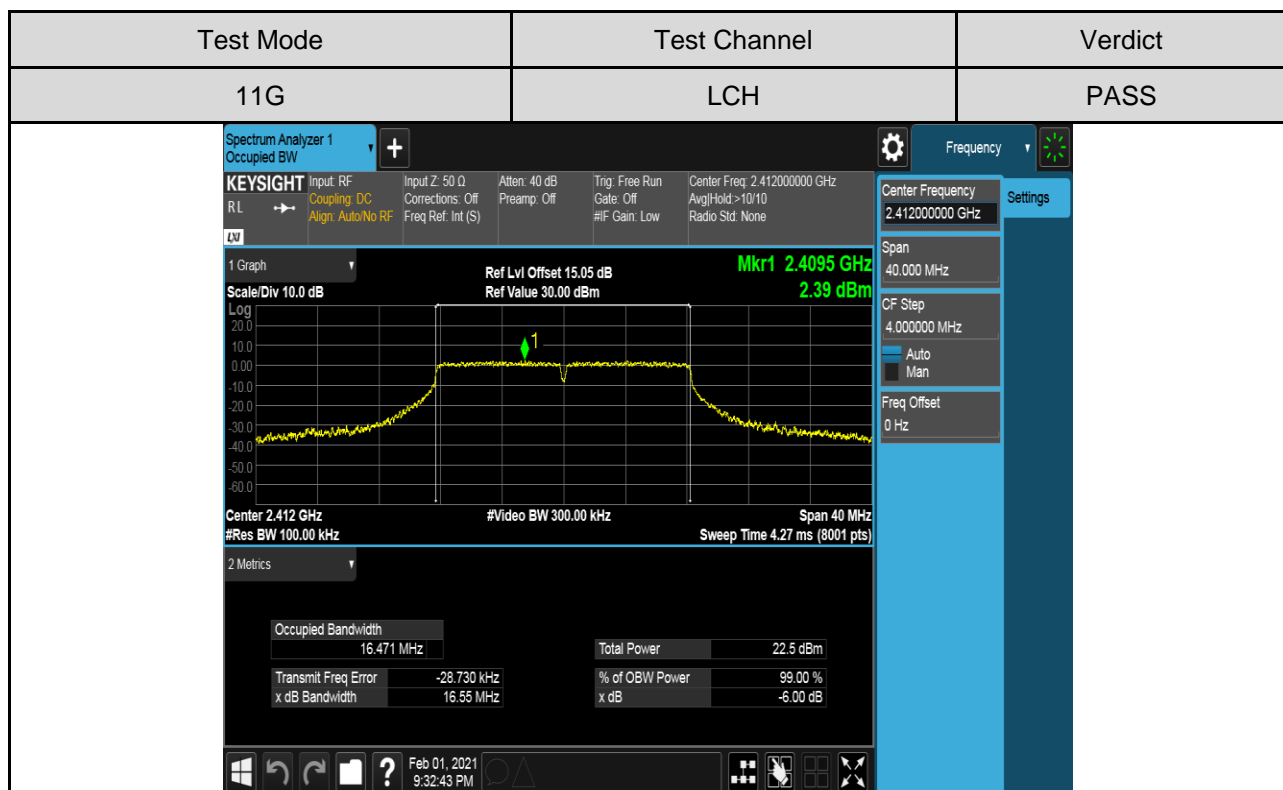 Test Mode Test Channel Verdict
11G LCH PASS
Spectrum Analyzer 1
Occupied BW
+
Frequency
KEYSIGHT Input: RF Input Z: 50 Ω Atten: 40 dB Trig: Free Run Center Freq: 2.412000000 GHz
RL Coupling: DC Corrections: Off Preamp: Off Gate: Off Avg|Hold:>10/10
Align: Auto/No RF Freq Ref: Int (S) #IF Gain: Low Radio Std: None
LXI
Center Frequency
2.412000000 GHz
Settings
Span
40.000 MHz
CF Step
4.000000 MHz
Auto
Man
Freq Offset
0 Hz
1 Graph Ref Lvl Offset 15.05 dB Mkr1 2.4095 GHz
Scale/Div 10.0 dB Ref Value 30.00 dBm 2.39 dBm
Log
20.0
10.0
0.00
-10.0
-20.0
-30.0
-40.0
-50.0
-60.0
1
Center 2.412 GHz #Video BW 300.00 kHz Span 40 MHz
#Res BW 100.00 kHz Sweep Time 4.27 ms (8001 pts)
2 Metrics
Occupied Bandwidth
16.471 MHz Total Power 22.5 dBm
Transmit Freq Error -28.730 kHz % of OBW Power 99.00 %
x dB Bandwidth 16.55 MHz x dB -6.00 dB
? Feb 01, 2021
9:32:43 PM